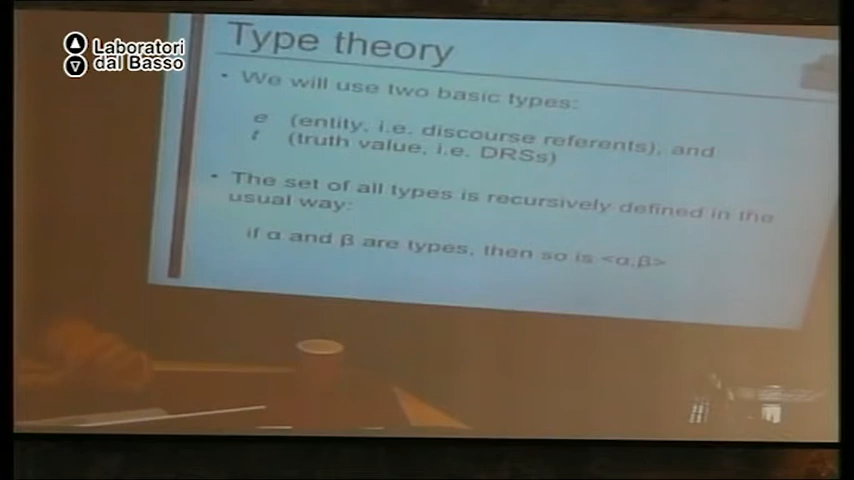 Laboratori
dal Basso
Type theory
• We will use two basic types:
e (entity, i.e. discourse referents), and
t (truth value, i.e. DRSs)
• The set of all types is recursively defined in the
usual way:
if α and β are types, then so is <α,β>